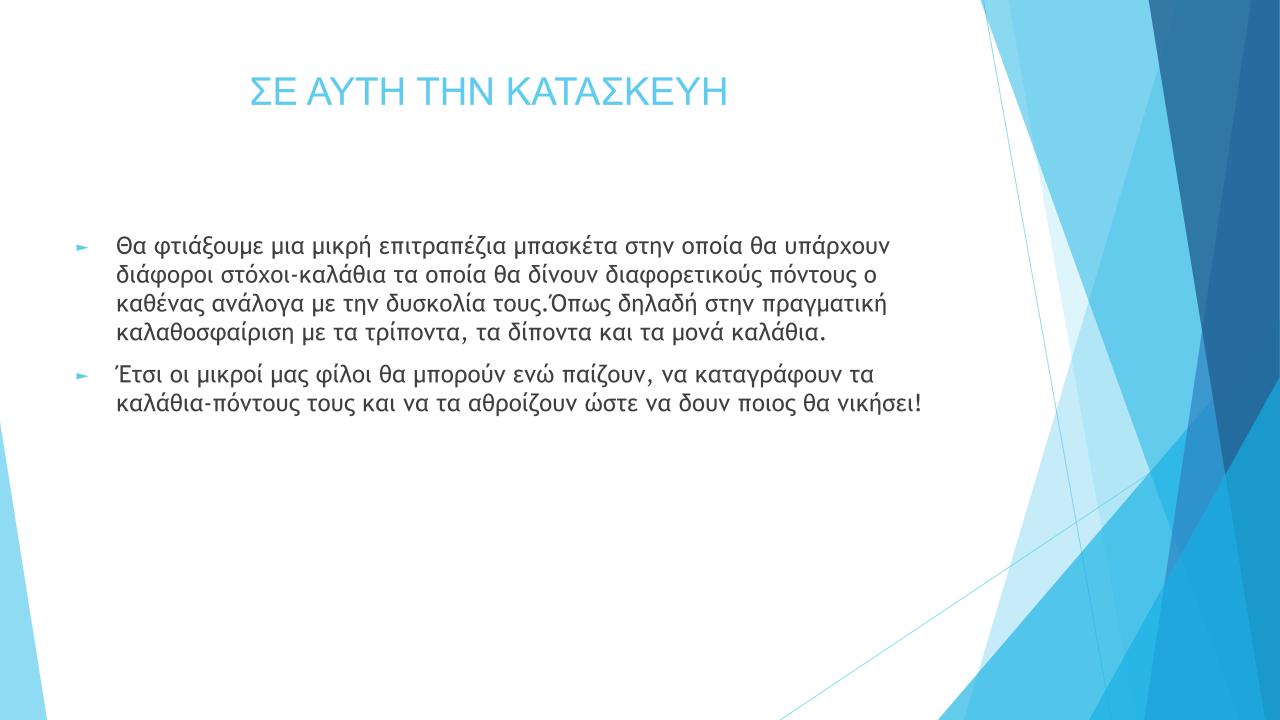 ΣΕ ΑΥΤΗ ΤΗΝ ΚΑΤΑΣΚΕΥΗ
► Θα φτιάξουμε μια μικρή επιτραπέζια μπασκέτα στην οποία θα υπάρχουν
διάφοροι στόχοι-καλάθια τα οποία θα δίνουν διαφορετικούς πόντους ο
καθένας ανάλογα με την δυσκολία τους.Όπως δηλαδή στην πραγματική
καλαθοσφαίριση με τα τρίποντα, τα δίποντα και τα μονά καλάθια.
► Έτσι οι μικροί μας φίλοι θα μπορούν ενώ παίζουν, να καταγράφουν τα
καλάθια-πόντους τους και να τα αθροίζουν ώστε να δουν ποιος θα νικήσει!